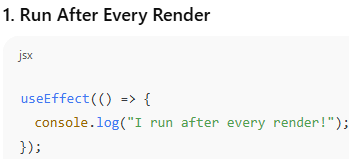 1. Run After Every Render
jsx
useEffect(() => {
  console.log("I run after every render!");
});